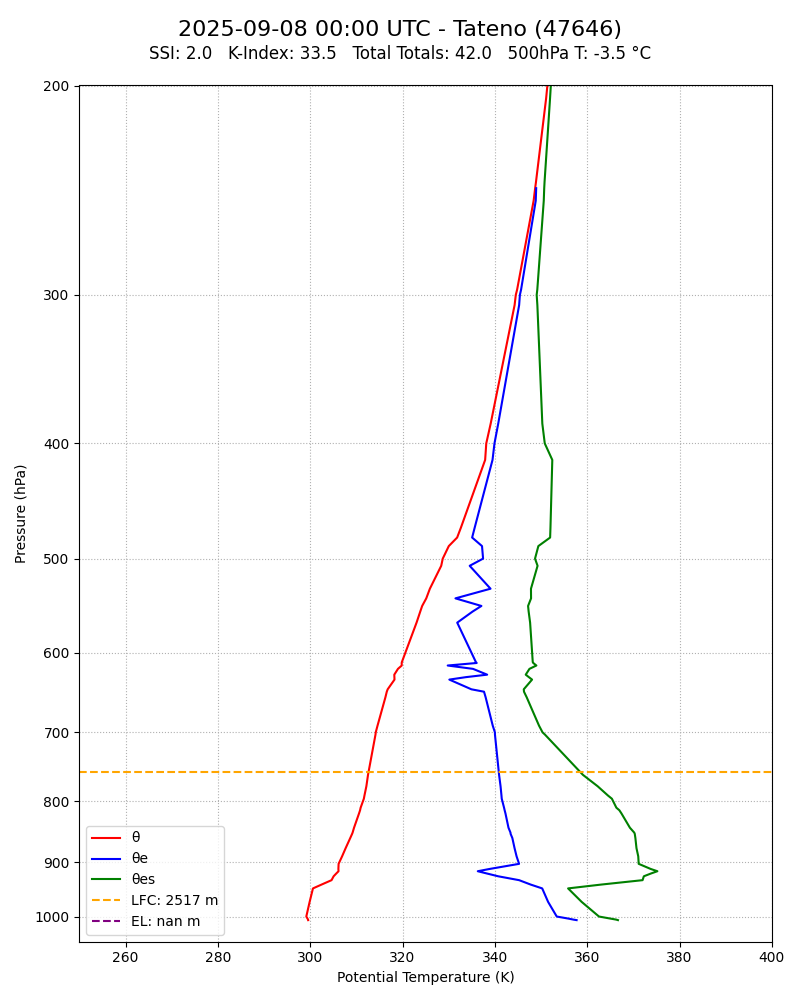 2025-09-08 00:00 UTC - Tateno (47646)
SSI: 2.0 K-Index: 33.5 Total Totals: 42.0 500hPa T: -3.5 °C
Pressure (hPa)
200
300
400
500
600
700
800
900
1000
θ
θe
θes
LFC: 2517 m
EL: nan m
260
280
300
320
340
360
380
400
Potential Temperature (K)